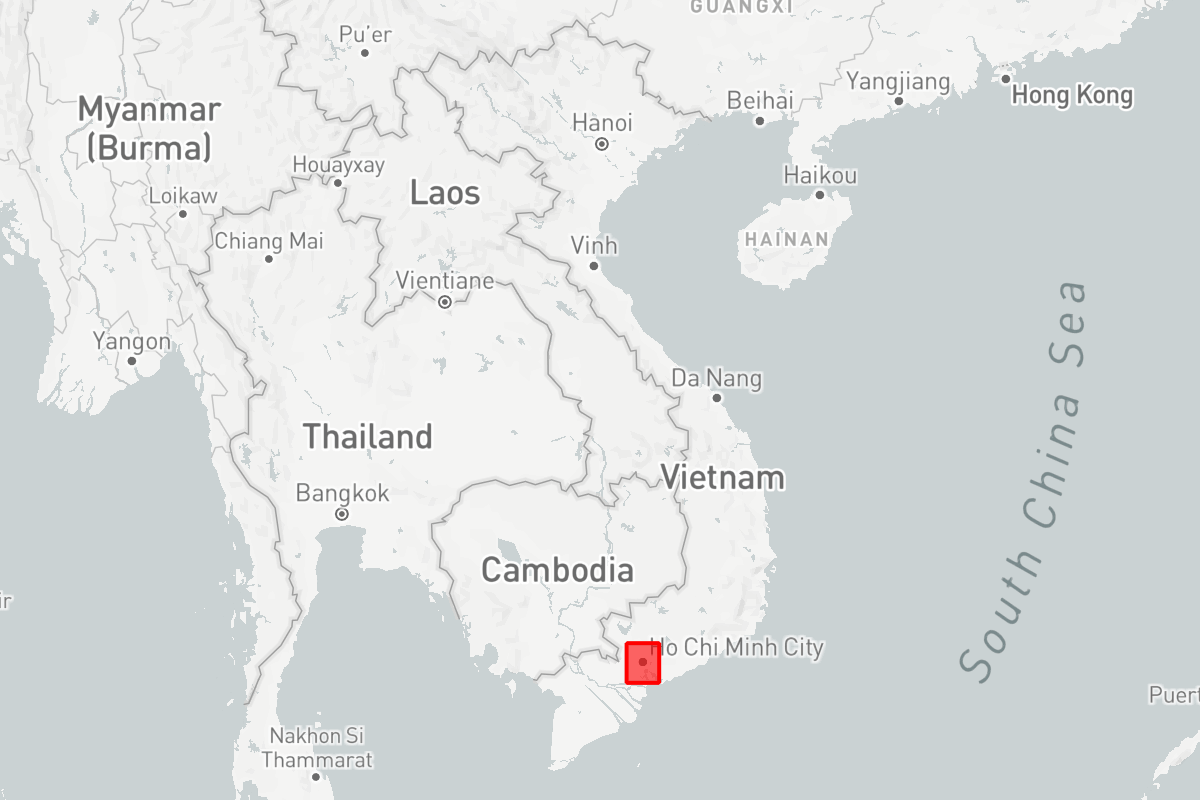 GUANGXI
Pu'er
Yangjiang
Beihai
Hong Kong
Myanmar
(Burma)
Hanoi
Houayxay
Haikou
Loikaw
Laos
Chiang Mai
HAINAN
Vinh
Vientiane
Yangon
Da Nang
South China Sea
Thailand
Vietnam
Bangkok
Cambodia
Ho Chi Minh City
Nakhon Si
Thammarat